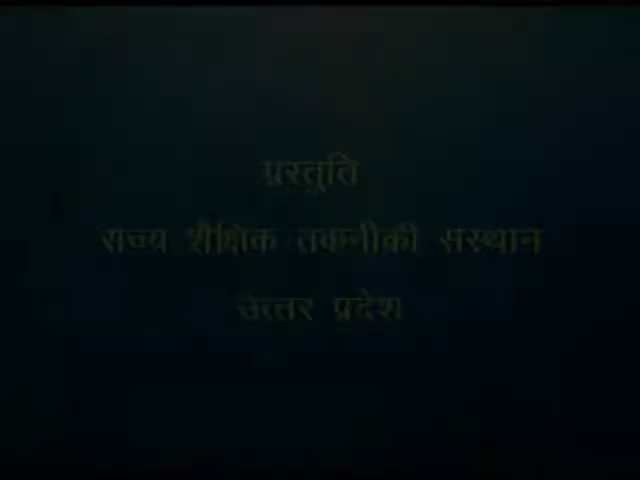 प्रस्तुति
राज्य शैक्षिक तकनीकी संस्थान
उत्तर प्रदेश